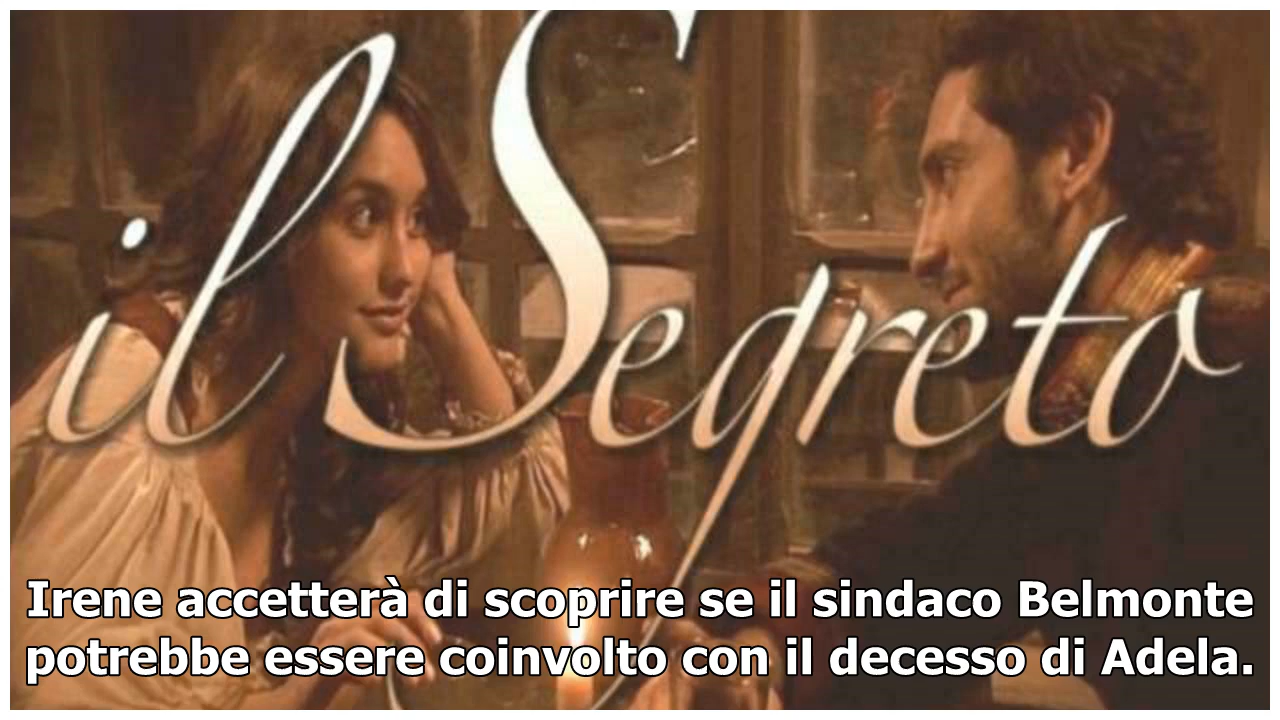 il Segreto
Irene accetterà di scoprire se il sindaco Belmonte
potrebbe essere coinvolto con il decesso di Adela.